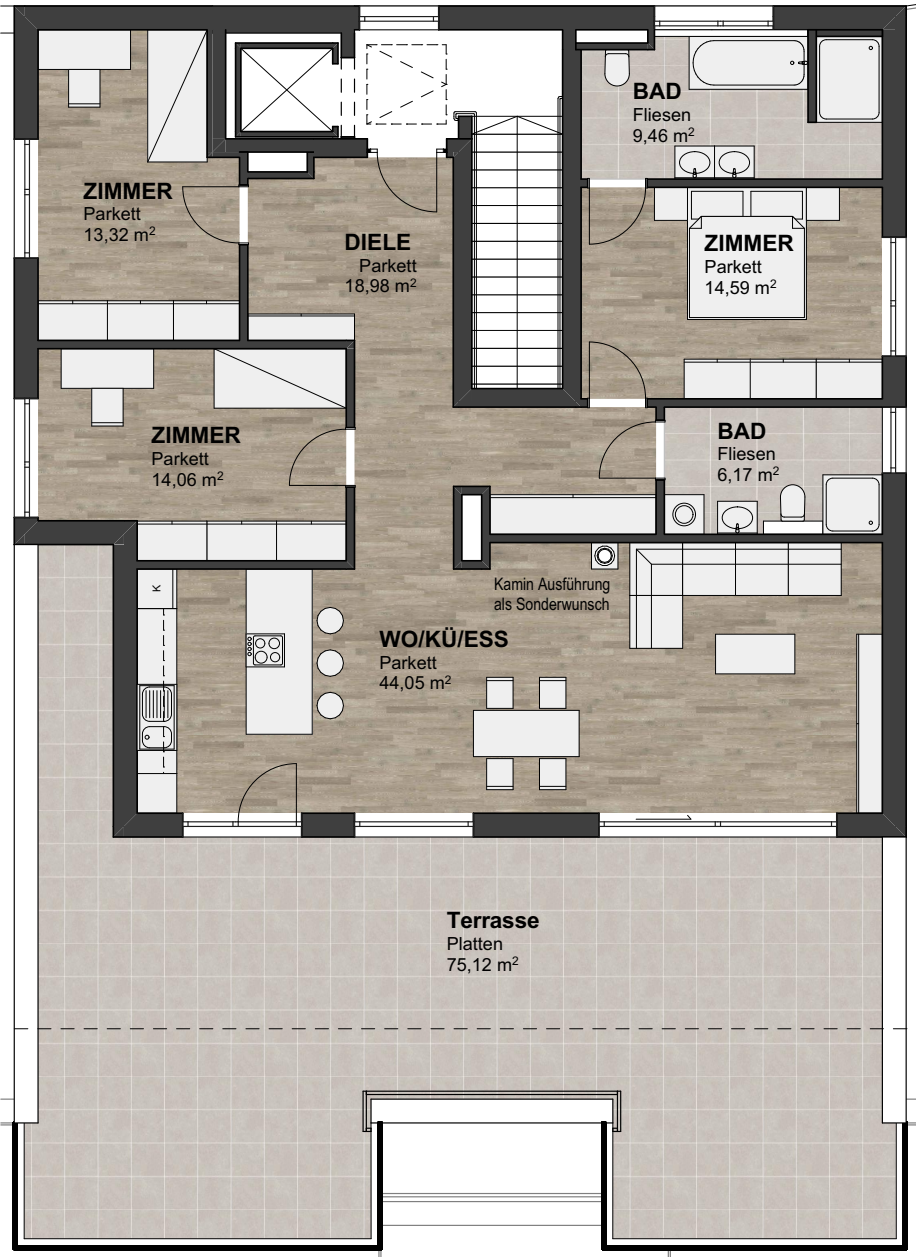 BAD
Fliesen
9,46 m²
ZIMMER
Parkett
13,32 m²
DIELE
Parkett
18,98 m²
ZIMMER
Parkett
14,59 m²
ZIMMER
Parkett
14,06 m²
BAD
Fliesen
6,17 m²
K
Kamin Ausführung
als Sonderwunsch
WO/KÜ/ESS
Parkett
44,05 m²
Terrasse
Platten
75,12 m²